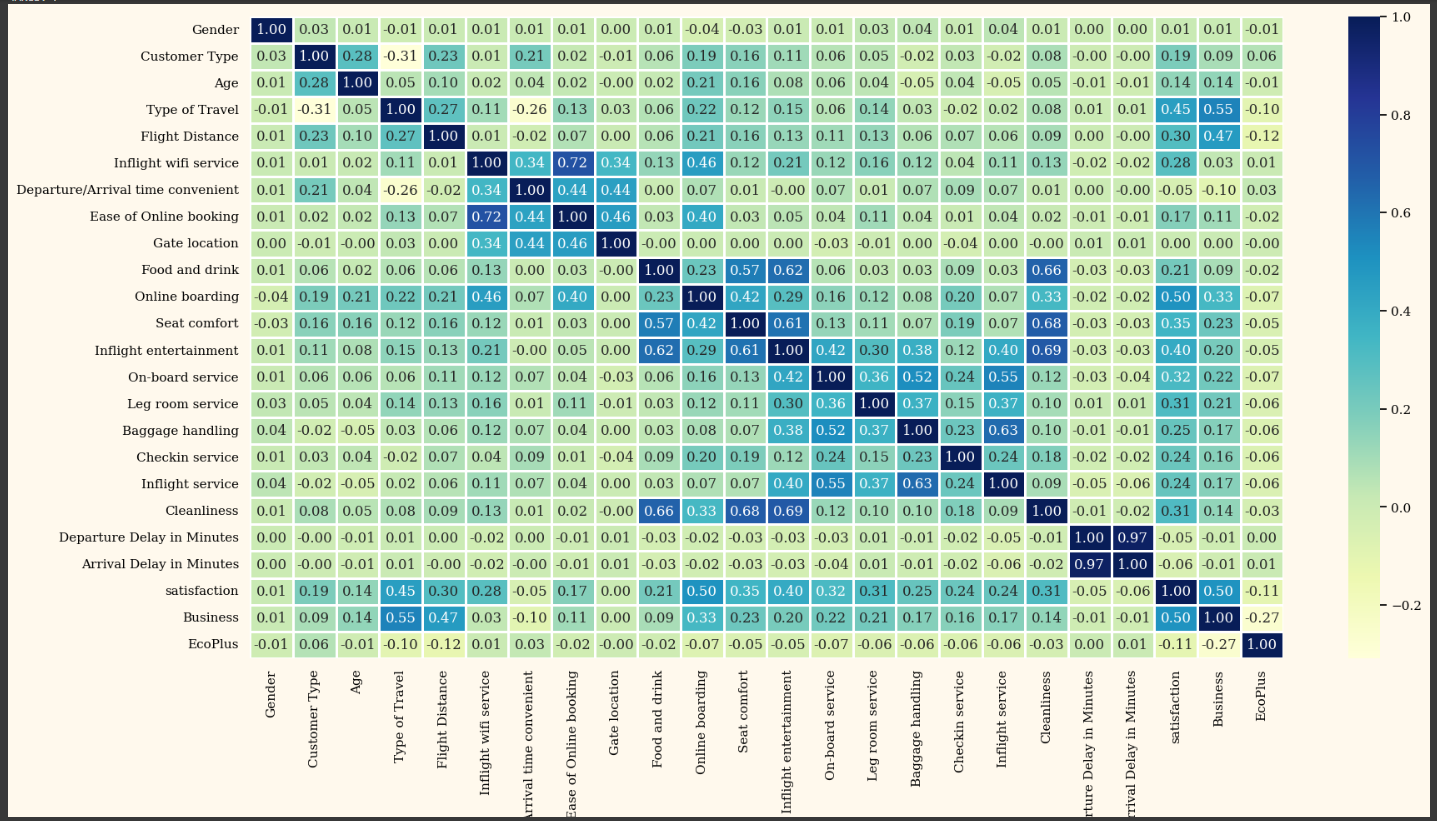 Gender 1.00 0.03 0.01 -0.01 0.01 0.01 0.01 0.01 0.00 0.01 -0.04 -0.03 0.01 0.01 0.03 0.04 0.01 0.04 0.01 0.00 0.00 0.01 0.01 -0.01 1.0
Customer Type 0.03 1.00 0.28 -0.31 0.23 0.01 0.21 0.02 -0.01 0.06 0.19 0.16 0.11 0.06 0.05 -0.02 0.03 -0.02 0.08 -0.00 -0.00 0.19 0.09 0.06
Age 0.01 0.28 1.00 0.05 0.10 0.02 0.04 0.02 -0.00 0.02 0.21 0.16 0.08 0.06 0.04 -0.05 0.04 -0.05 0.05 -0.01 -0.01 0.14 0.14 -0.01
Type of Travel -0.01 -0.31 0.05 1.00 0.27 0.11 -0.26 0.13 0.03 0.06 0.22 0.12 0.15 0.06 0.14 0.03 -0.02 0.02 0.08 0.01 0.01 0.45 0.55 -0.10
0.8
Flight Distance 0.01 0.23 0.10 0.27 1.00 0.01 -0.02 0.07 0.00 0.06 0.21 0.16 0.13 0.11 0.13 0.06 0.07 0.06 0.09 0.00 -0.00 0.30 0.47 -0.12
Inflight wifi service 0.01 0.01 0.02 0.11 0.01 1.00 0.34 0.72 0.34 0.13 0.46 0.12 0.21 0.12 0.16 0.12 0.04 0.11 0.13 -0.02 -0.02 0.28 0.03 0.01
Departure/Arrival time convenient 0.01 0.21 0.04 -0.26 -0.02 0.34 1.00 0.44 0.44 0.00 0.07 0.01 -0.00 0.07 0.01 0.07 0.09 0.07 0.01 0.00 -0.00 -0.05 -0.10 0.03
Ease of Online booking 0.01 0.02 0.02 0.13 0.07 0.72 0.44 1.00 0.46 0.03 0.40 0.03 0.05 0.04 0.11 0.04 0.01 0.04 0.02 -0.01 -0.01 0.17 0.11 -0.02
0.6
Gate location 0.00 -0.01 -0.00 0.03 0.00 0.34 0.44 0.46 1.00 -0.00 0.00 0.00 0.00 -0.03 -0.01 0.00 -0.04 0.00 -0.00 0.01 0.01 0.00 0.00 -0.00
Food and drink 0.01 0.06 0.02 0.06 0.06 0.13 0.00 0.03 -0.00 1.00 0.23 0.57 0.62 0.06 0.03 0.03 0.09 0.03 0.66 -0.03 -0.03 0.21 0.09 -0.02
Online boarding -0.04 0.19 0.21 0.22 0.21 0.46 0.07 0.40 0.00 0.23 1.00 0.42 0.29 0.16 0.12 0.08 0.20 0.07 0.33 -0.02 -0.02 0.50 0.33 -0.07
0.4
Seat comfort -0.03 0.16 0.16 0.12 0.16 0.12 0.01 0.03 0.00 0.57 0.42 1.00 0.61 0.13 0.11 0.07 0.19 0.07 0.68 -0.03 -0.03 0.35 0.23 -0.05
Inflight entertainment 0.01 0.11 0.08 0.15 0.13 0.21 -0.00 0.05 0.00 0.62 0.29 0.61 1.00 0.42 0.30 0.38 0.12 0.40 0.69 -0.03 -0.03 0.40 0.20 -0.05
On-board service 0.01 0.06 0.06 0.06 0.11 0.12 0.07 0.04 -0.03 0.06 0.16 0.13 0.42 1.00 0.36 0.52 0.24 0.55 0.12 -0.03 -0.04 0.32 0.22 -0.07
Leg room service 0.03 0.05 0.04 0.14 0.13 0.16 0.01 0.11 -0.01 0.03 0.12 0.11 0.30 0.36 1.00 0.37 0.15 0.37 0.10 0.01 0.01 0.31 0.21 -0.06
0.2
Baggage handling 0.04 -0.02 -0.05 0.03 0.06 0.12 0.07 0.04 0.00 0.03 0.08 0.07 0.38 0.52 0.37 1.00 0.23 0.63 0.10 -0.01 -0.01 0.25 0.17 -0.06
Checkin service 0.01 0.03 0.04 -0.02 0.07 0.04 0.09 0.01 -0.04 0.09 0.20 0.19 0.12 0.24 0.15 0.23 1.00 0.24 0.18 -0.02 -0.02 0.24 0.16 -0.06
Inflight service 0.04 -0.02 -0.05 0.02 0.06 0.11 0.07 0.04 0.00 0.03 0.07 0.07 0.40 0.55 0.37 0.63 0.24 1.00 0.09 -0.05 -0.06 0.24 0.17 -0.06
0.0
Cleanliness 0.01 0.08 0.05 0.08 0.09 0.13 0.01 0.02 -0.00 0.66 0.33 0.68 0.69 0.12 0.10 0.10 0.18 0.09 1.00 -0.01 -0.02 0.31 0.14 -0.03
Departure Delay in Minutes 0.00 -0.00 -0.01 0.01 0.00 -0.02 0.00 -0.01 0.01 -0.03 -0.02 -0.03 -0.03 -0.03 0.01 -0.01 -0.02 -0.05 -0.01 1.00 0.97 -0.05 -0.01 0.00
Arrival Delay in Minutes 0.00 -0.00 -0.01 0.01 -0.00 -0.02 -0.00 -0.01 0.01 -0.03 -0.02 -0.03 -0.03 -0.04 0.01 -0.01 -0.02 -0.06 -0.02 0.97 1.00 -0.06 -0.01 0.01
satisfaction 0.01 0.19 0.14 0.45 0.30 0.28 -0.05 0.17 0.00 0.21 0.50 0.35 0.40 0.32 0.31 0.25 0.24 0.24 0.31 -0.05 -0.06 1.00 0.50 -0.11
−0.2
Business 0.01 0.09 0.14 0.55 0.47 0.03 -0.10 0.11 0.00 0.09 0.33 0.23 0.20 0.22 0.21 0.17 0.16 0.17 0.14 -0.01 -0.01 0.50 1.00 -0.27
EcoPlus -0.01 0.06 -0.01 -0.10 -0.12 0.01 0.03 -0.02 -0.00 -0.02 -0.07 -0.05 -0.05 -0.07 -0.06 -0.06 -0.06 -0.06 -0.03 0.00 0.01 -0.11 -0.27 1.00
Gender
Customer Type
Age
Type of Travel
Flight Distance
Inflight wifi service
time convenient
Ease of Online booking
Gate location
Food and drink
Online boarding
Seat comfort
Inflight entertainment
On-board service
Leg room service
Baggage handling
Checkin service
Inflight service
Cleanliness
Delay in Minutes
Delay in Minutes
satisfaction
Business
EcoPlus